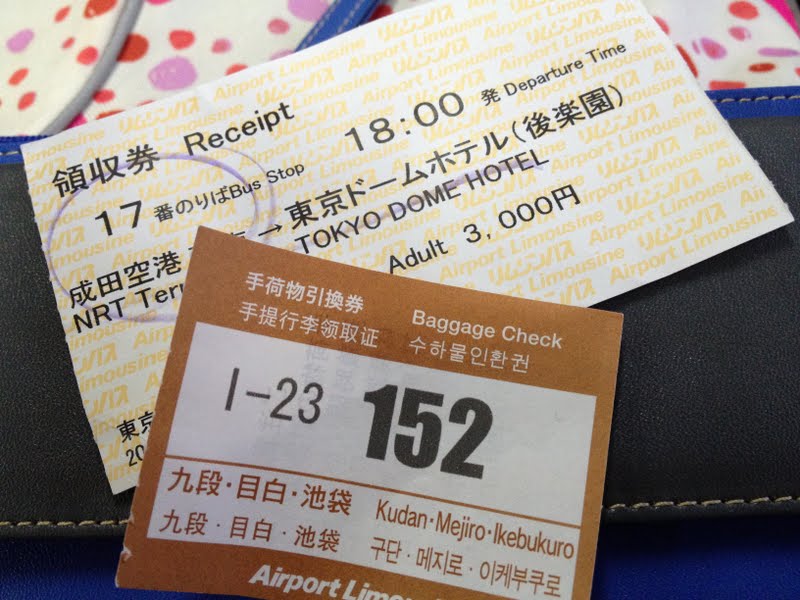 領収券 Receipt
17 番のりば Bus Stop 18:00 発 Departure Time
成田空港 → 東京ドームホテル(後楽園)
NRT TOKYO DOME HOTEL
Adult 3,000円
東京
20
手荷物引換券 Baggage Check
手提行李领取证 수하물인환권
I-23 152
九段・目白・池袋 Kudan・Mejiro・Ikebukuro
九段・目白・池袋 구단・메지로・이케부쿠로
Airport Limo
リムジンバス Airport Limousine